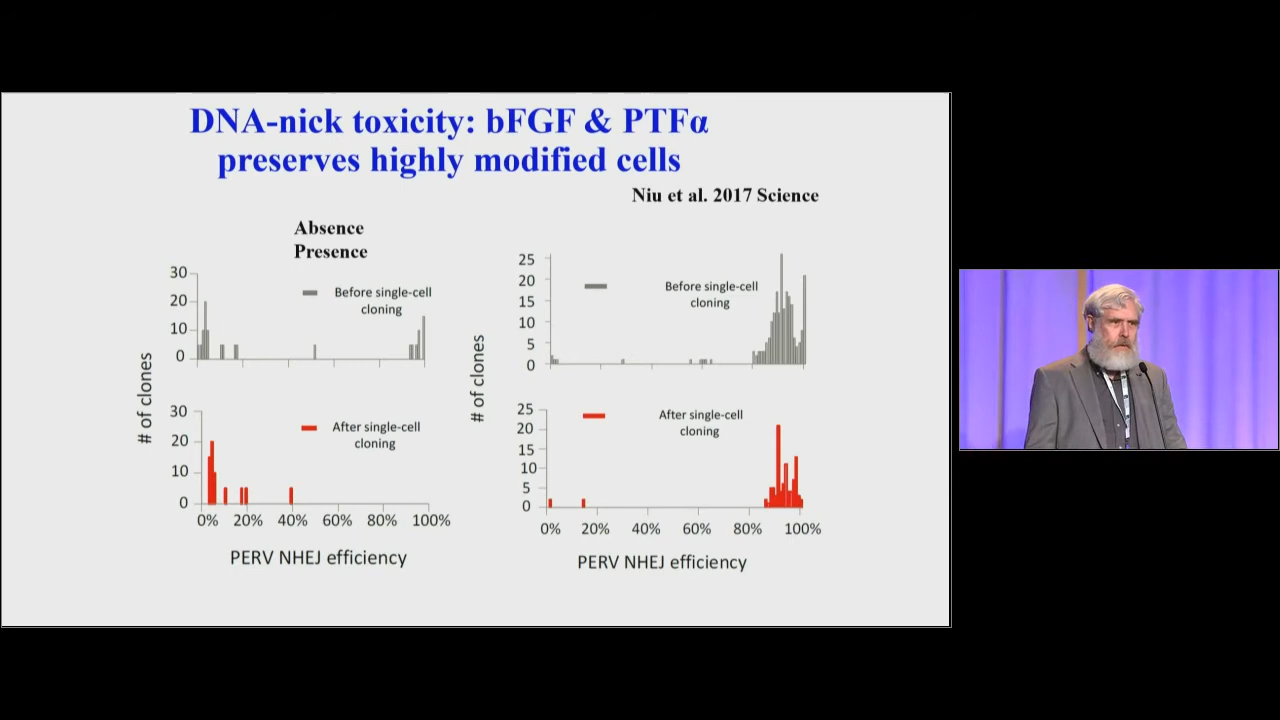 DNA-nick toxicity: bFGF & PTFα
preserves highly modified cells
Niu et al. 2017 Science
Absence
Presence
30
20
10
0
Before single-cell
cloning
# of clones
30
20
10
0
After single-cell
cloning
0% 20% 40% 60% 80% 100%
PERV NHEJ efficiency
25
20
15
10
5
0
Before single-cell
cloning
# of clones
25
20
15
10
5
0
After single-cell
cloning
0% 20% 40% 60% 80% 100%
PERV NHEJ efficiency